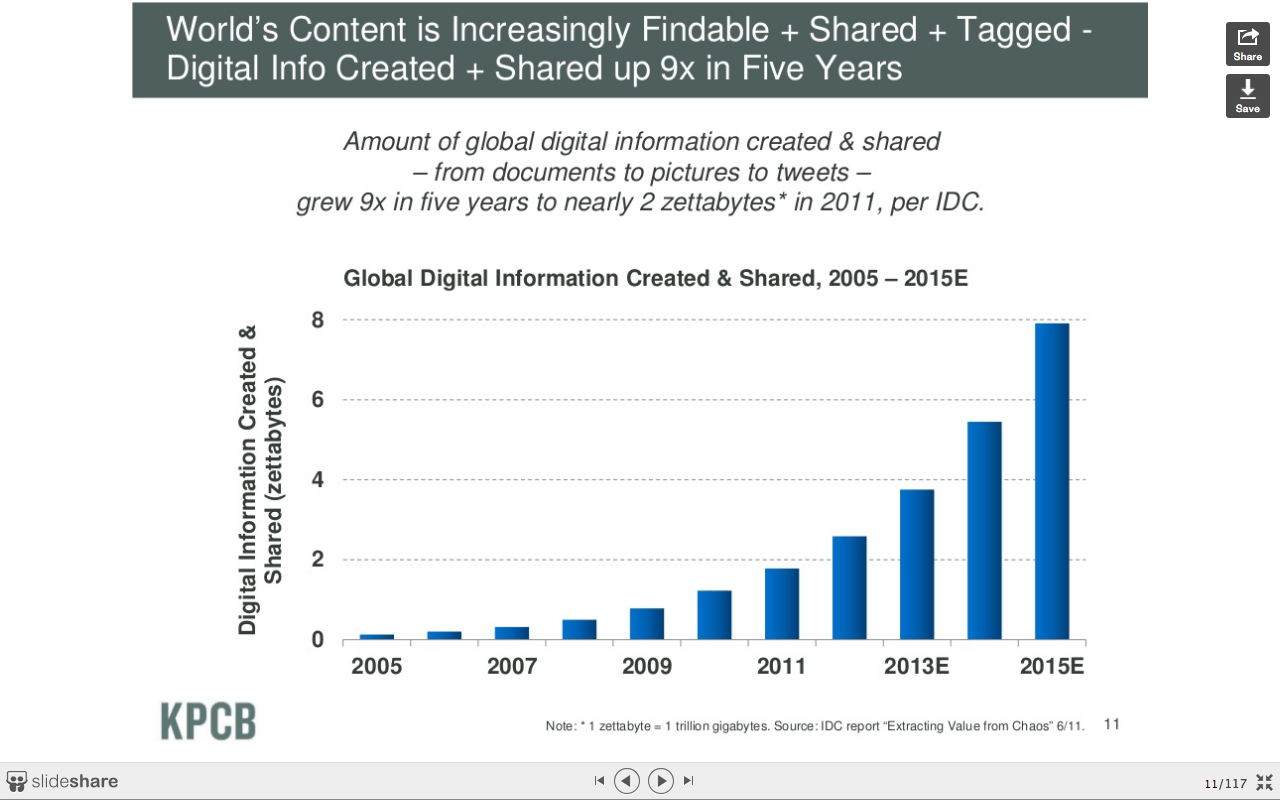 World's Content is Increasingly Findable + Shared + Tagged -
Digital Info Created + Shared up 9x in Five Years
Share
Save
Amount of global digital information created & shared
– from documents to pictures to tweets –
grew 9x in five years to nearly 2 zettabytes* in 2011, per IDC.
Global Digital Information Created & Shared, 2005 – 2015E
Digital Information Created &
Shared (zettabytes)
8
6
4
2
0
2005 2007 2009 2011 2013E 2015E
KPCB
Note: * 1 zettabyte = 1 trillion gigabytes. Source: IDC report “Extracting Value from Chaos” 6/11.
11
slideshare
11/117